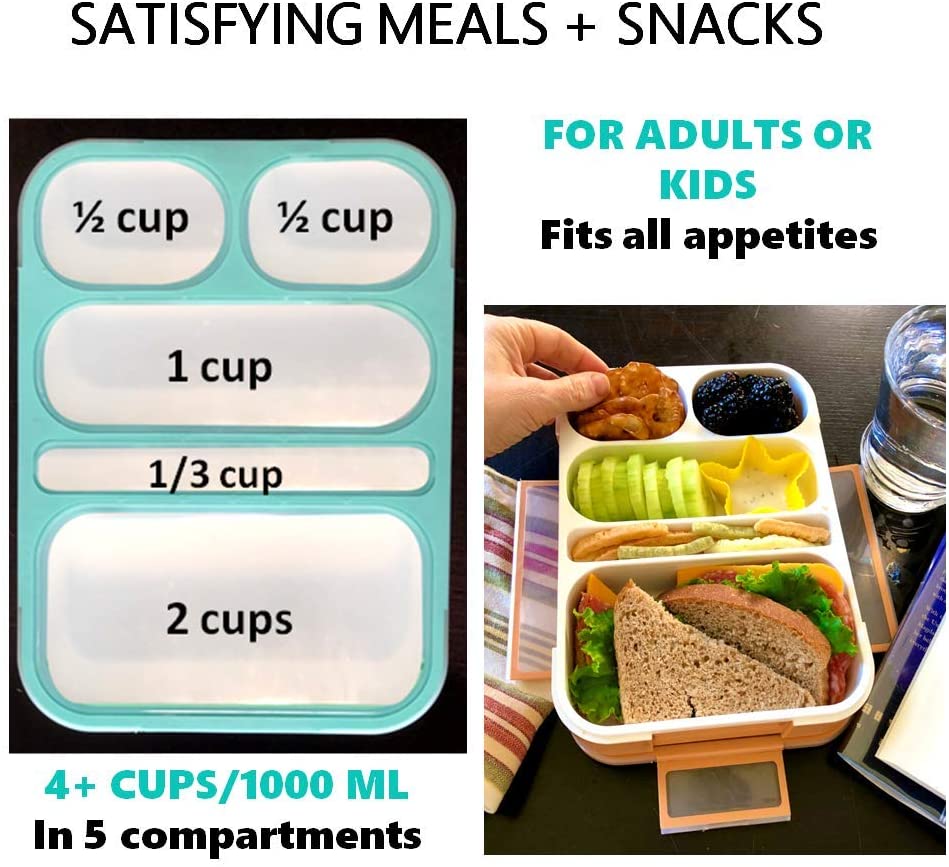 SATISFYING MEALS + SNACKS
FOR ADULTS OR
KIDS
Fits all appetites
½ cup
½ cup
1 cup
1/3 cup
2 cups
4+ CUPS/1000 ML
In 5 compartments